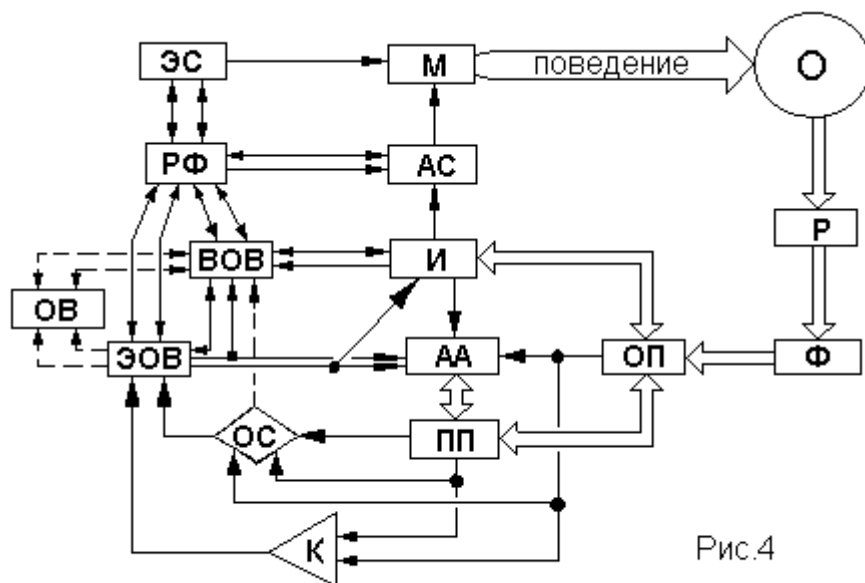 ЭС
М
поведение
О
РФ
АС
Р
ВОВ
И
ОВ
ЭОВ
АА
ОП
Ф
ОС
ПП
К
Рис.4